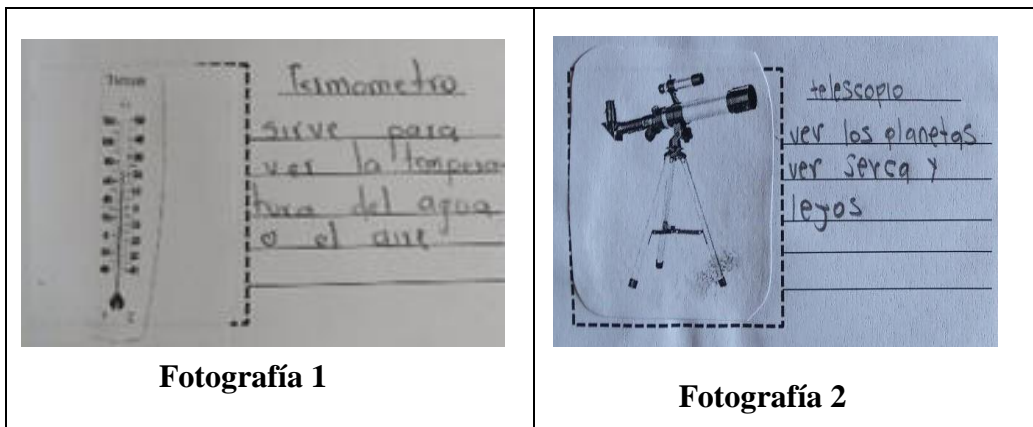 Termometro
sirve para
ver la tempera-
tura del agua
o el aire
Fotografía 1
telescopio
ver los planetas
ver serca y
leyos
Fotografía 2